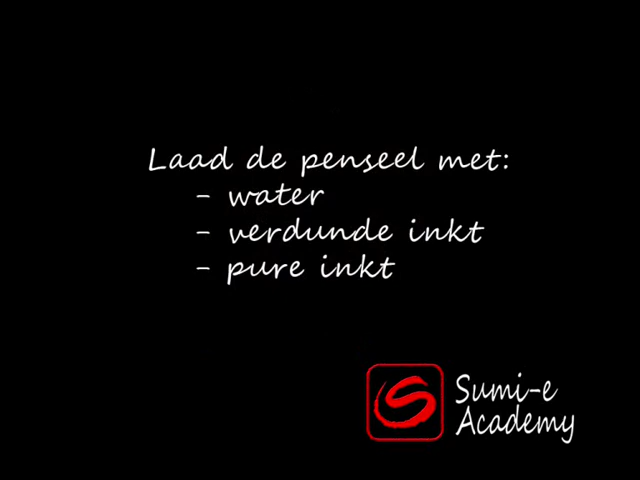 Laad de penseel met:
- water
- verdunde inkt
- pure inkt
Sumi-e
Academy